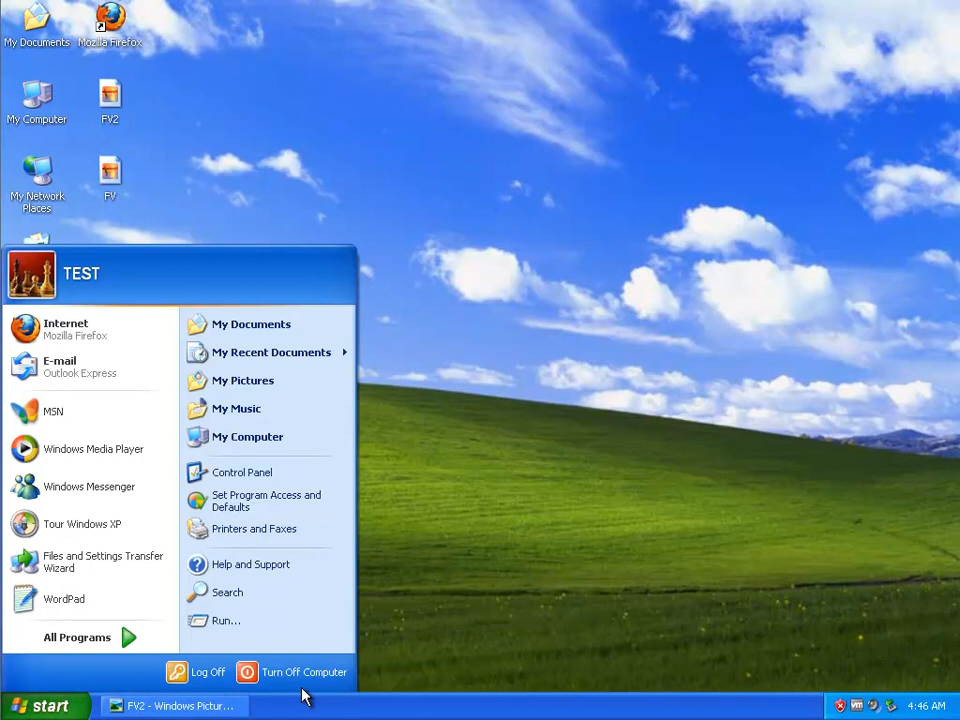 My Documents
Mozilla Firefox
My Computer
FV2
My Network
Places
FV
TEST
Internet
Mozilla Firefox
E-mail
Outlook Express
MSN
Windows Media Player
Windows Messenger
Tour Windows XP
Files and Settings Transfer
Wizard
WordPad
All Programs
My Documents
My Recent Documents
My Pictures
My Music
My Computer
Control Panel
Set Program Access and
Defaults
Printers and Faxes
Help and Support
Search
Run...
Log Off
Turn Off Computer
start
FV2 - Windows Pictur...
vm
4:46 AM